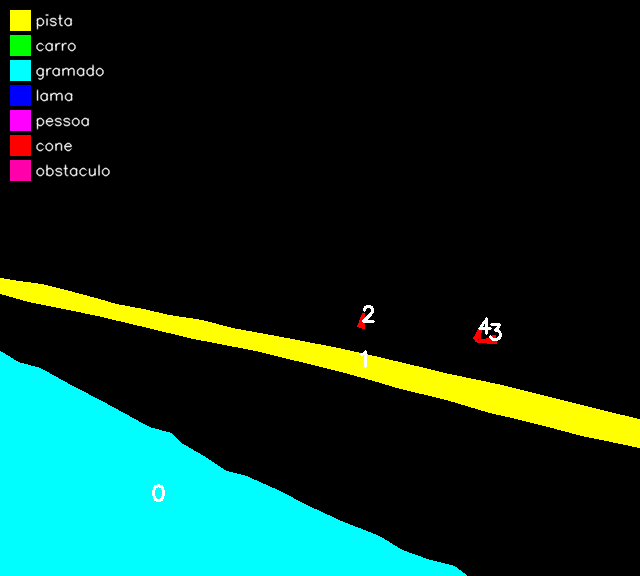 pista
carro
gramado
lama
pessoa
cone
obstaculo
2
43
1
0